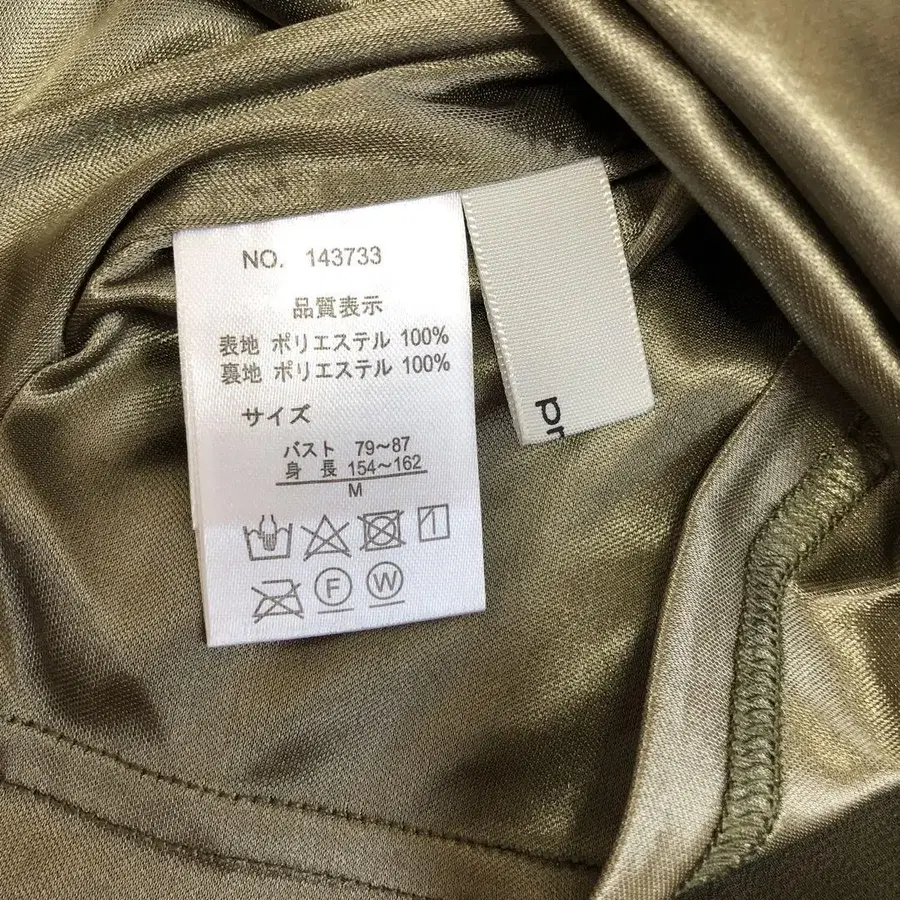 NO. 143733
品質表示
表地 ポリエステル 100%
裏地 ポリエステル 100%
サイズ
バスト 79〜87
身 長 154〜162
M
F W